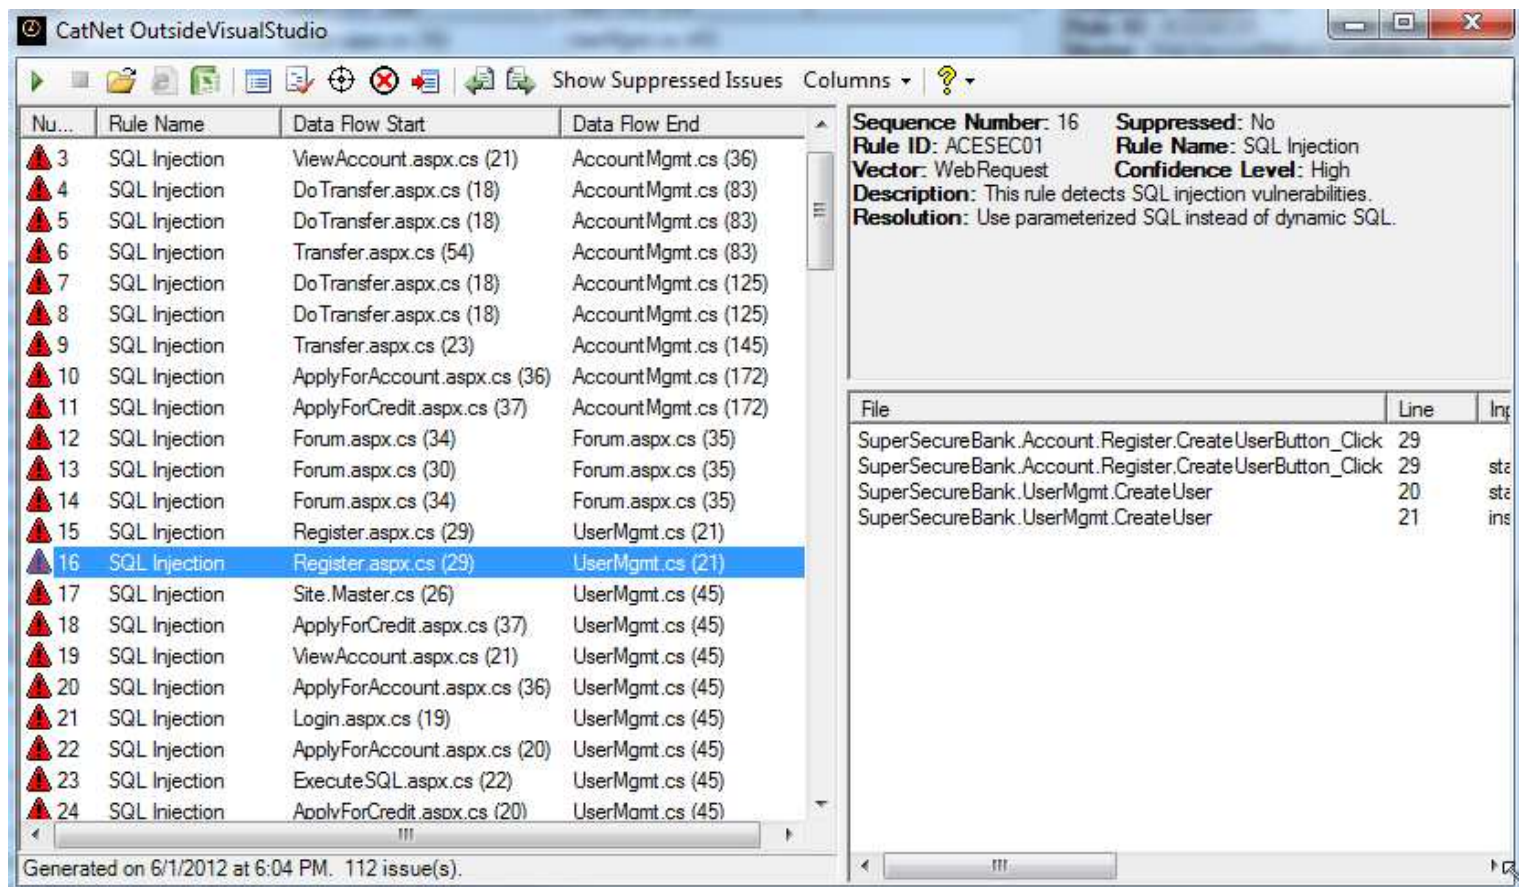 CatNet OutsideVisualStudio
Show Suppressed Issues Columns
Nu... Rule Name Data Flow Start Data Flow End
3 SQL Injection ViewAccount.aspx.cs (21) AccountMgmt.cs (36)
4 SQL Injection DoTransfer.aspx.cs (18) AccountMgmt.cs (83)
5 SQL Injection DoTransfer.aspx.cs (18) AccountMgmt.cs (83)
6 SQL Injection Transfer.aspx.cs (54) AccountMgmt.cs (83)
7 SQL Injection DoTransfer.aspx.cs (18) AccountMgmt.cs (125)
8 SQL Injection DoTransfer.aspx.cs (18) AccountMgmt.cs (125)
9 SQL Injection Transfer.aspx.cs (23) AccountMgmt.cs (145)
10 SQL Injection ApplyForAccount.aspx.cs (36) AccountMgmt.cs (172)
11 SQL Injection ApplyForCredit.aspx.cs (37) AccountMgmt.cs (172)
12 SQL Injection Forum.aspx.cs (34) Forum.aspx.cs (35)
13 SQL Injection Forum.aspx.cs (30) Forum.aspx.cs (35)
14 SQL Injection Forum.aspx.cs (34) Forum.aspx.cs (35)
15 SQL Injection Register.aspx.cs (29) UserMgmt.cs (21)
16 SQL Injection Register.aspx.cs (29) UserMgmt.cs (21)
17 SQL Injection Site.Master.cs (26) UserMgmt.cs (45)
18 SQL Injection ApplyForCredit.aspx.cs (37) UserMgmt.cs (45)
19 SQL Injection ViewAccount.aspx.cs (21) UserMgmt.cs (45)
20 SQL Injection ApplyForAccount.aspx.cs (36) UserMgmt.cs (45)
21 SQL Injection Login.aspx.cs (19) UserMgmt.cs (45)
22 SQL Injection ApplyForAccount.aspx.cs (20) UserMgmt.cs (45)
23 SQL Injection ExecuteSQL.aspx.cs (22) UserMgmt.cs (45)
24 SQL Injection ApplyForCredit.aspx.cs (20) UserMgmt.cs (45)
Generated on 6/1/2012 at 6:04 PM. 112 issue(s).
Sequence Number: 16 Suppressed: No
Rule ID: ACESEC01 Rule Name: SQL Injection
Vector: WebRequest Confidence Level: High
Description: This rule detects SQL injection vulnerabilities.
Resolution: Use parameterized SQL instead of dynamic SQL.
File Line Inp
SuperSecureBank.Account.Register.CreateUserButton_Click 29
SuperSecureBank.Account.Register.CreateUserButton_Click 29 sta
SuperSecureBank.UserMgmt.CreateUser 20 sta
SuperSecureBank.UserMgmt.CreateUser 21 ins